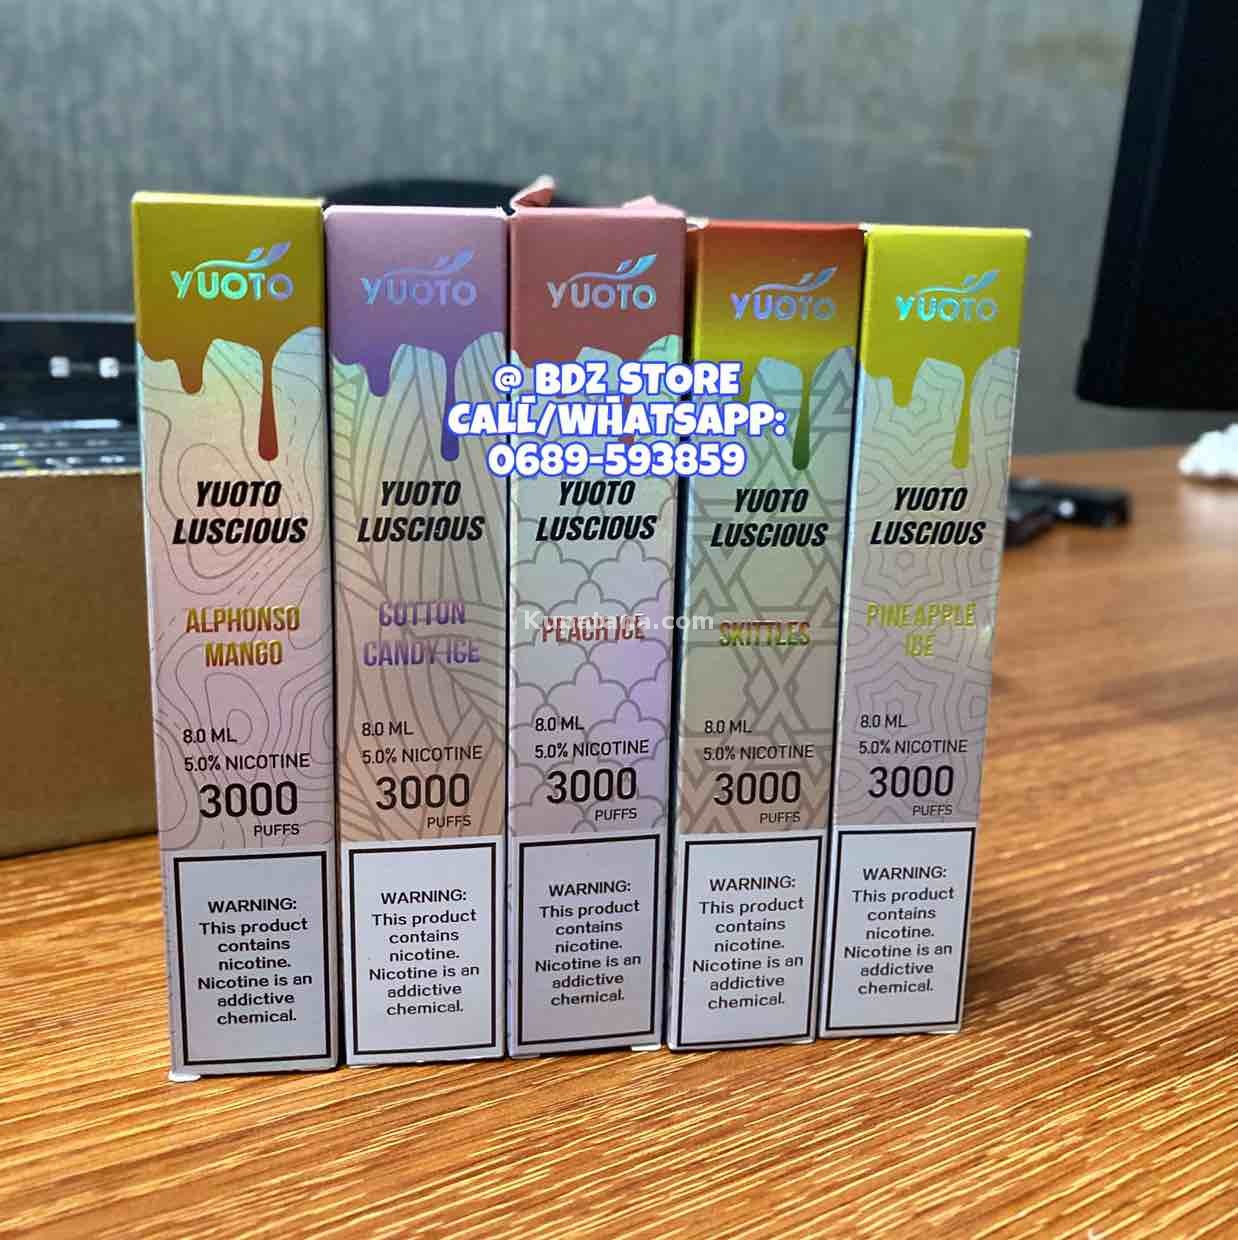 YUOTO
YUOTO
YUOTO
YUOTO
YUOTO
@ BDZ STORE
CALL/WHATSAPP:
0689-593859
YUOTO
LUSCIOUS
ALPHONSO
MANGO
8.0 ML
5.0% NICOTINE
3000
PUFFS
WARNING:
This product
contains
nicotine.
Nicotine is an
addictive
chemical.
YUOTO
LUSCIOUS
COTTON
CANDY ICE
8.0 ML
5.0% NICOTINE
3000
PUFFS
WARNING:
This product
contains
nicotine.
Nicotine is an
addictive
chemical.
YUOTO
LUSCIOUS
PEACH ICE
8.0 ML
5.0% NICOTINE
3000
PUFFS
WARNING:
This product
contains
nicotine.
Nicotine is an
addictive
chemical.
YUOTO
LUSCIOUS
SKITTLES
8.0 ML
5.0% NICOTINE
3000
PUFFS
WARNING:
This product
contains
nicotine.
Nicotine is an
addictive
chemical.
YUOTO
LUSCIOUS
PINEAPPLE
ICE
8.0 ML
5.0% NICOTINE
3000
PUFFS
WARNING:
This product
contains
nicotine.
Nicotine is an
addictive
chemical.